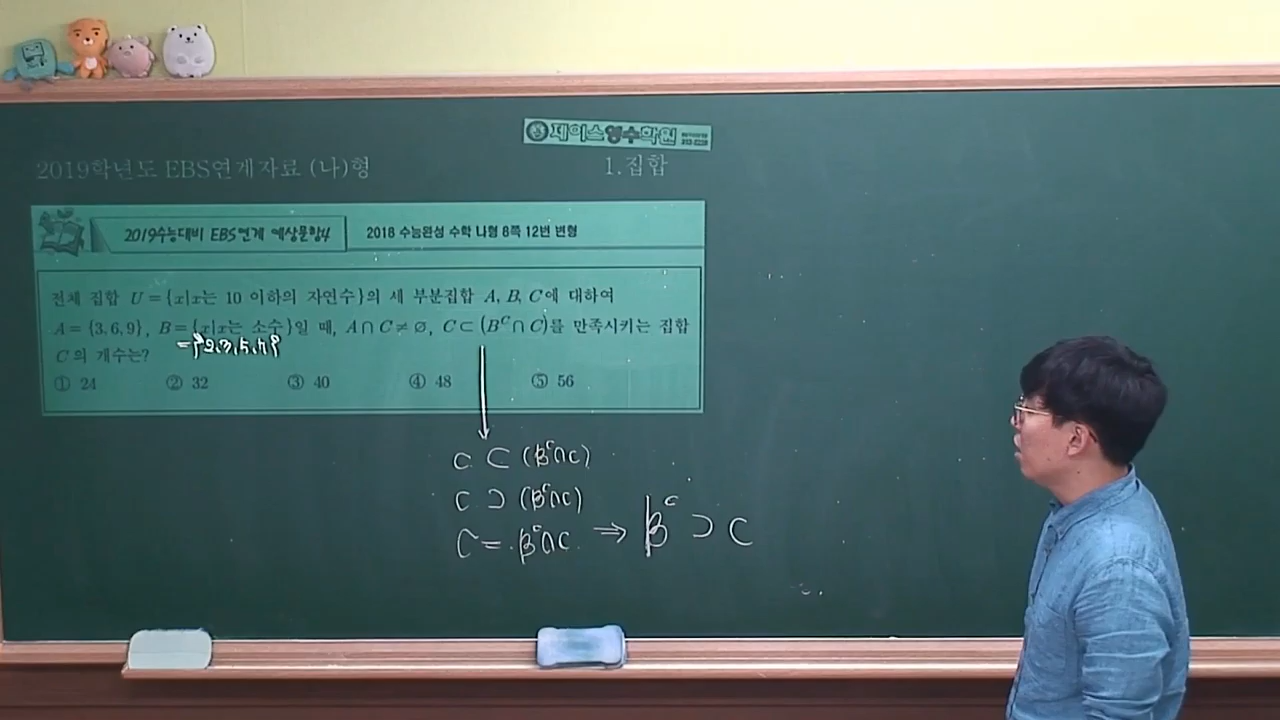 제이스영수학원
2019학년도 EBS연계자료 (나)형
1.집합
2019수능대비 EBS연계 예상문항4
2018 수능완성 수학 나형 8쪽 12번 변형
전체 집합 U = {x|x는 10 이하의 자연수}의 세 부분집합 A, B, C에 대하여
A = {3, 6, 9}, B = {x|x는 소수}일 때, A∩C ≠ ∅, C⊂(Bᶜ∩C)를 만족시키는 집합
={2,3,5,7}
C의 개수는?
① 24 ② 32 ③ 40 ④ 48 ⑤ 56
C ⊂ (Bᶜ∩C)
C ⊃ (Bᶜ∩C)
C = Bᶜ∩C ⇒ Bᶜ ⊃ C